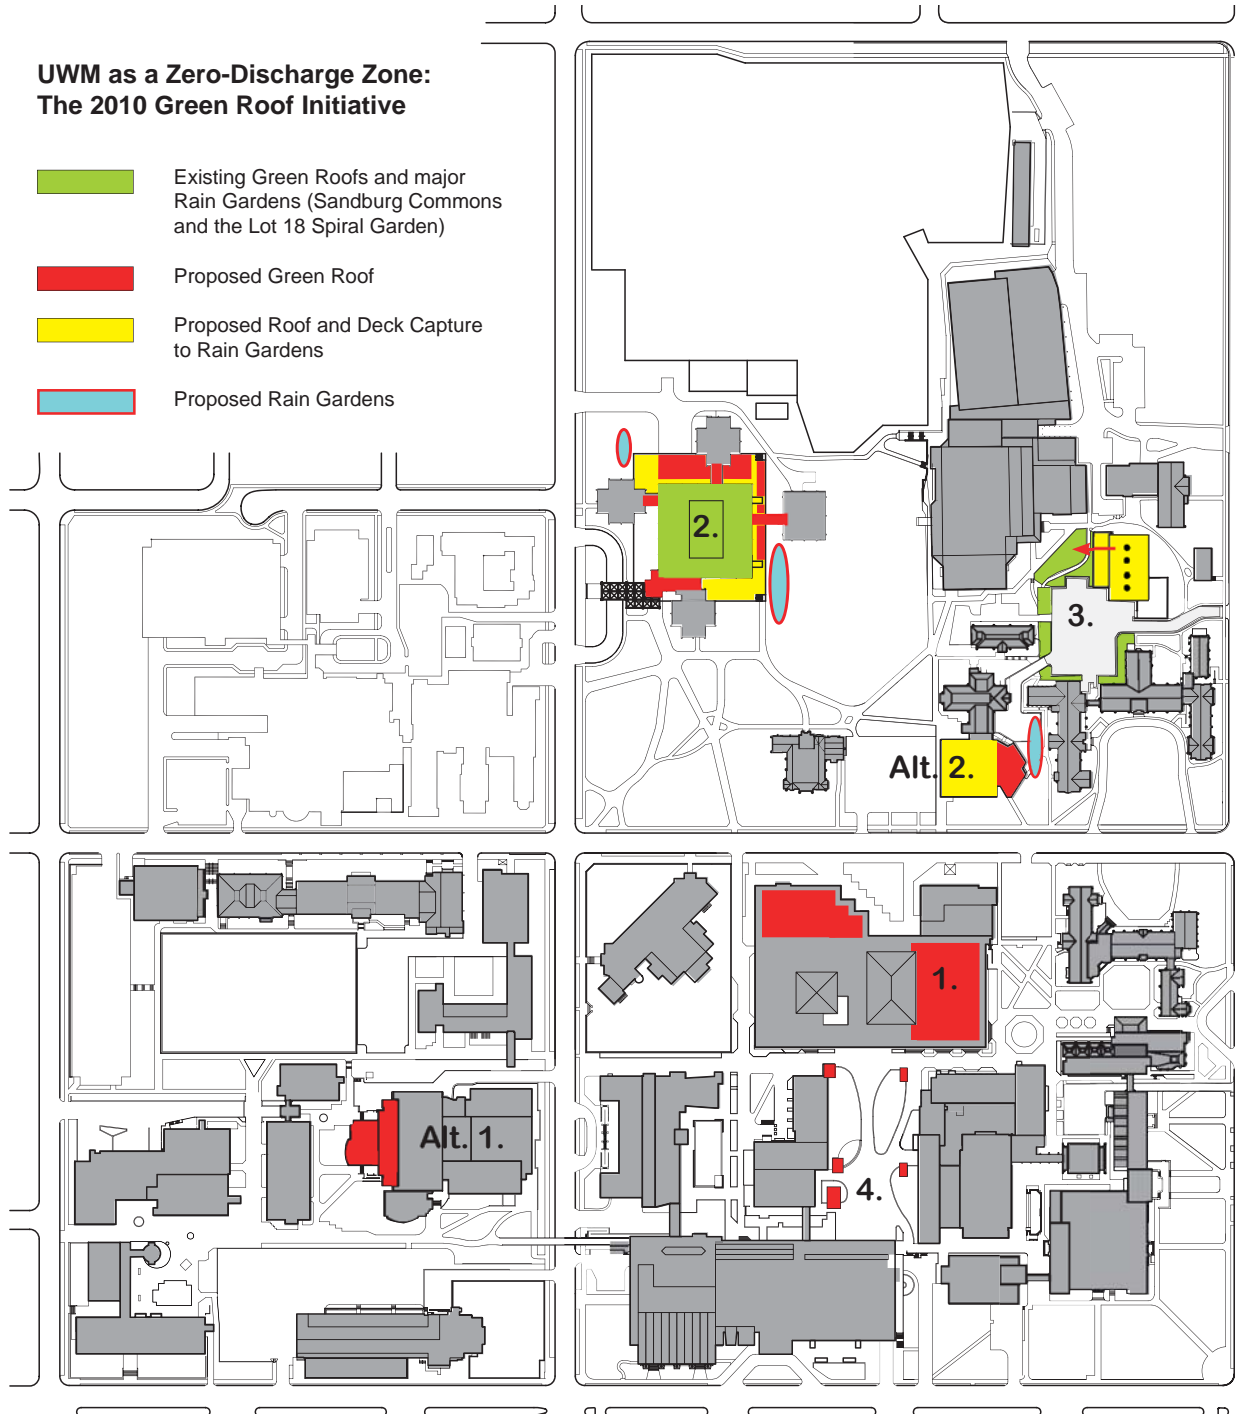 UWM as a Zero-Discharge Zone:
The 2010 Green Roof Initiative
Existing Green Roofs and major
Rain Gardens (Sandburg Commons
and the Lot 18 Spiral Garden)
Proposed Green Roof
Proposed Roof and Deck Capture
to Rain Gardens
Proposed Rain Gardens
2.
3.
Alt. 2.
1.
Alt. 1.
4.